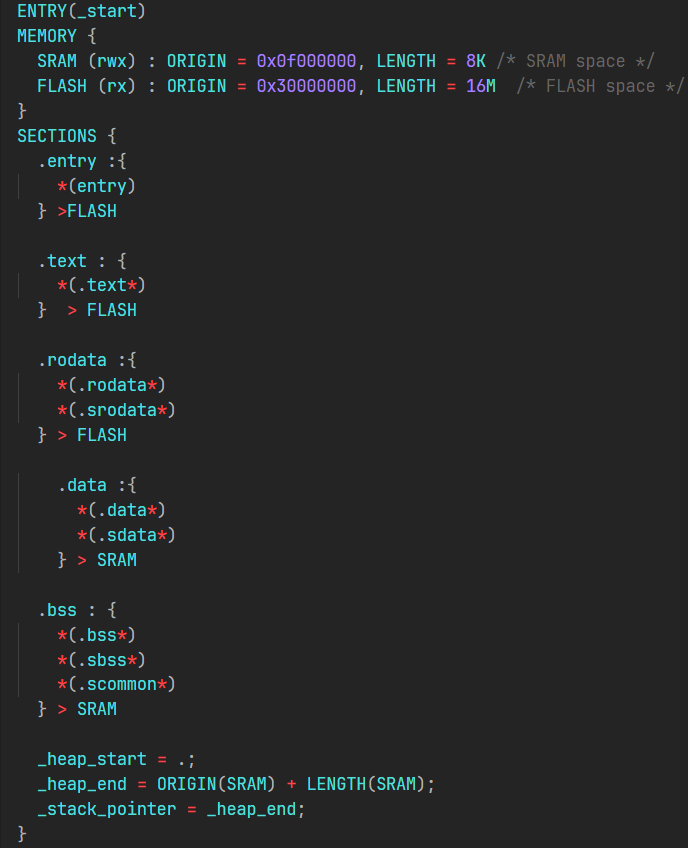 ENTRY(_start)
MEMORY {
  SRAM (rwx) : ORIGIN = 0x0f000000, LENGTH = 8K /* SRAM space */
  FLASH (rx) : ORIGIN = 0x30000000, LENGTH = 16M  /* FLASH space */
}
SECTIONS {
  .entry :{
    *(entry)
  } >FLASH

  .text : {
    *(.text*)
  }  > FLASH

  .rodata :{
    *(.rodata*)
    *(.srodata*)
  } > FLASH

    .data :{
      *(.data*)
      *(.sdata*)
    } > SRAM

  .bss : {
    *(.bss*)
    *(.sbss*)
    *(.scommon*)
  } > SRAM

  _heap_start = .;
  _heap_end = ORIGIN(SRAM) + LENGTH(SRAM);
  _stack_pointer = _heap_end;
}